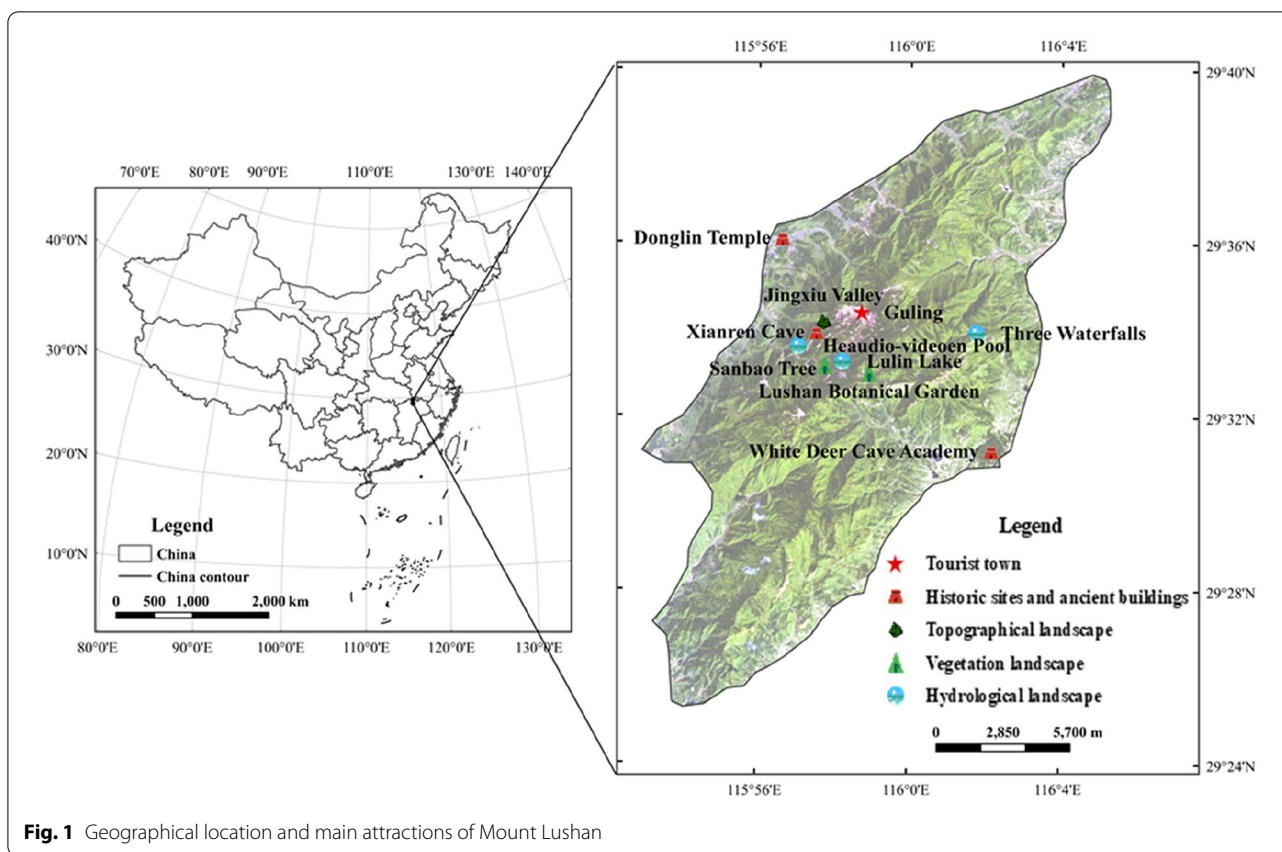 115°56'E 116°0'E 116°4'E
29°40'N
70°0'E 80°0'E 90°0'E 110°0'E 130°0'E 140°0'E
40°0'N
30°0'N
20°0'N
10°0'N
Legend
China
China contour
0 500 1,000 2,000 km
80°0'E 90°0'E 100°0'E 110°0'E 120°0'E 130°0'E
Donglin Temple
29°36'N
Jingxiu Valley
Guling
Xianren Cave
Three Waterfalls
Heaudio-videoen Pool
Lulin Lake
Sanbao Tree
Lushan Botanical Garden
29°32'N
White Deer Cave Academy
Legend
Tourist town
Historic sites and ancient buildings
Topographical landscape
Vegetation landscape
Hydrological landscape
29°28'N
0 2,850 5,700 m
29°24'N
115°56'E 116°0'E 116°4'E
Fig. 1 Geographical location and main attractions of Mount Lushan